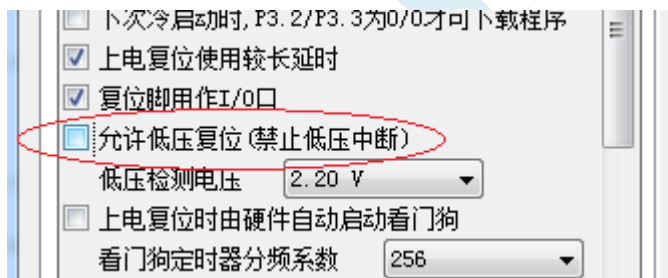 下次冷启动时,P3.2/P3.3为0/0才可下载程序
上电复位使用较长延时
复位脚用作I/O口
允许低压复位(禁止低压中断)
低压检测电压 2.20 V
上电复位时由硬件自动启动看门狗
看门狗定时器分频系数 256